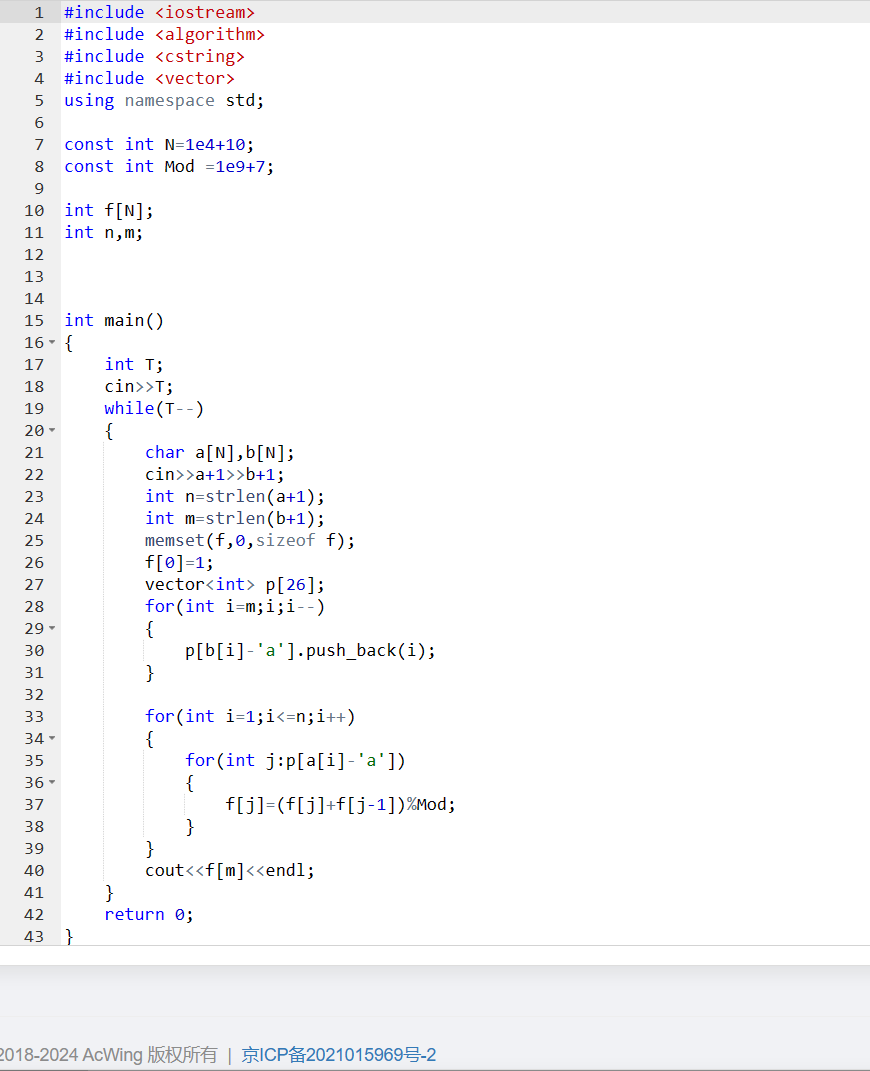 1 #include <iostream>
2 #include <algorithm>
3 #include <cstring>
4 #include <vector>
5 using namespace std;
6
7 const int N=1e4+10;
8 const int Mod =1e9+7;
9
10 int f[N];
11 int n,m;
12
13
14
15 int main()
16 {
17     int T;
18     cin>>T;
19     while(T--)
20     {
21         char a[N],b[N];
22         cin>>a+1>>b+1;
23         int n=strlen(a+1);
24         int m=strlen(b+1);
25         memset(f,0,sizeof f);
26         f[0]=1;
27         vector<int> p[26];
28         for(int i=m;i;i--)
29         {
30             p[b[i]-'a'].push_back(i);
31         }
32
33         for(int i=1;i<=n;i++)
34         {
35             for(int j:p[a[i]-'a'])
36             {
37                 f[j]=(f[j]+f[j-1])%Mod;
38             }
39         }
40         cout<<f[m]<<endl;
41     }
42     return 0;
43 }
2018-2024 AcWing 版权所有 | 京ICP备2021015969号-2